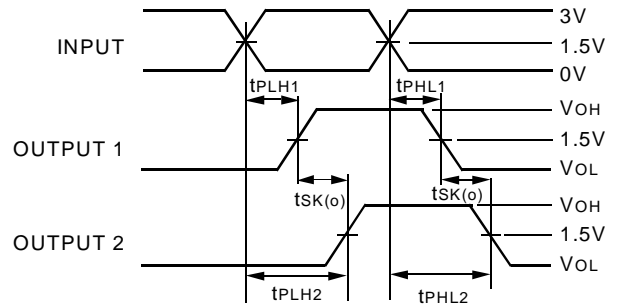 3V
INPUT
1.5V
0V
tPLH1
tPHL1
VOH
OUTPUT 1
1.5V
VOL
tSK(o)
tSK(o)
VOH
OUTPUT 2
1.5V
VOL
tPLH2
tPHL2